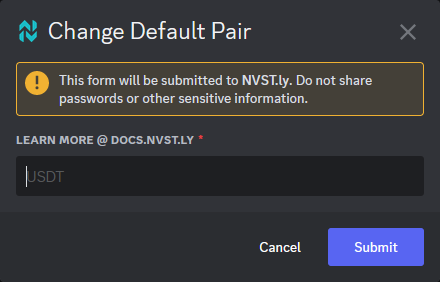 Change Default Pair
This form will be submitted to NVST.ly. Do not share
passwords or other sensitive information.
LEARN MORE @ DOCS.NVST.LY *
USDT
Cancel
Submit